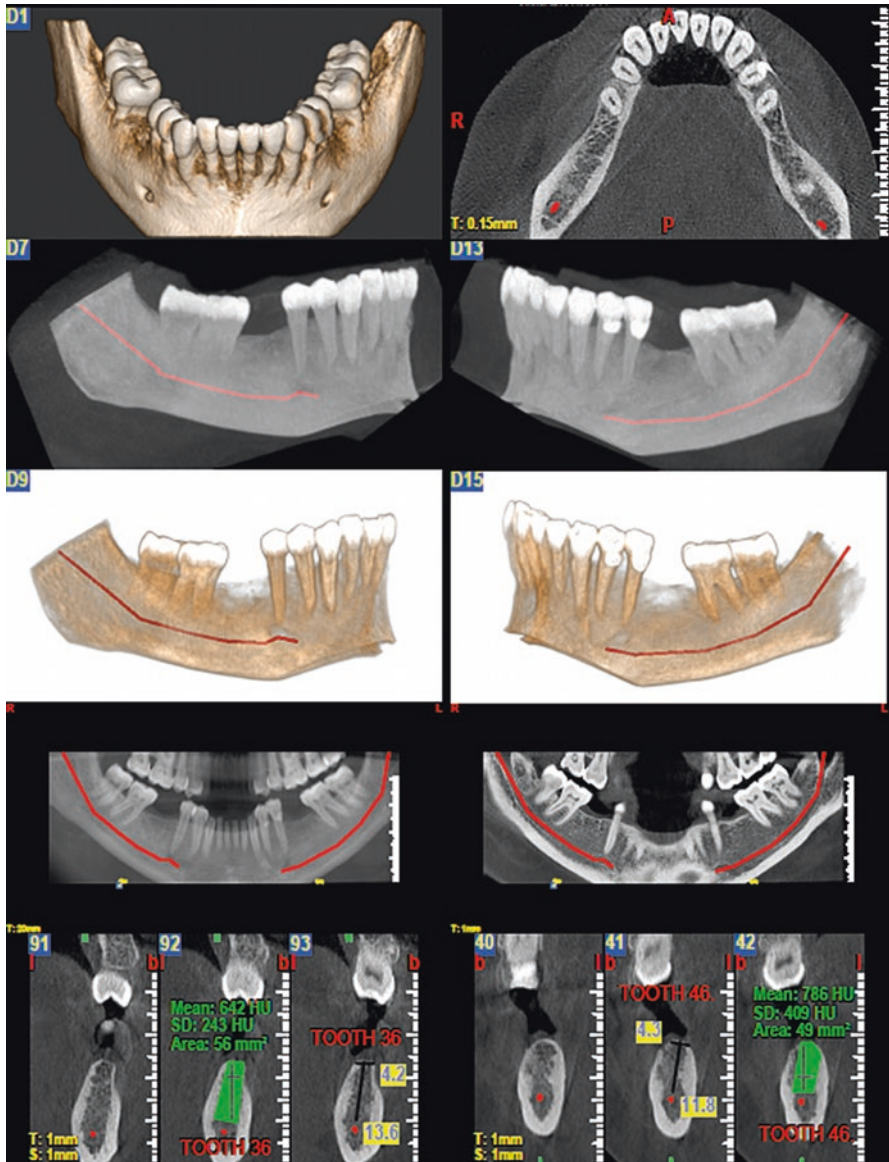 D1
A
R
T: 0.15mm
P
D7
D13
D9
D15
R
L
R
L
T: 20mm
T: 1mm
91
92
93
l
b
l
b
l
b
Mean: 642 HU
SD: 243 HU
Area: 56 mm²
TOOTH 36
4.2
13.6
T: 1mm
S: 1mm
TOOTH 36
40
41
42
b
l
b
l
b
l
TOOTH 46
4.3
11.8
Mean: 786 HU
SD: 409 HU
Area: 49 mm²
T: 1mm
S: 1mm
TOOTH 46